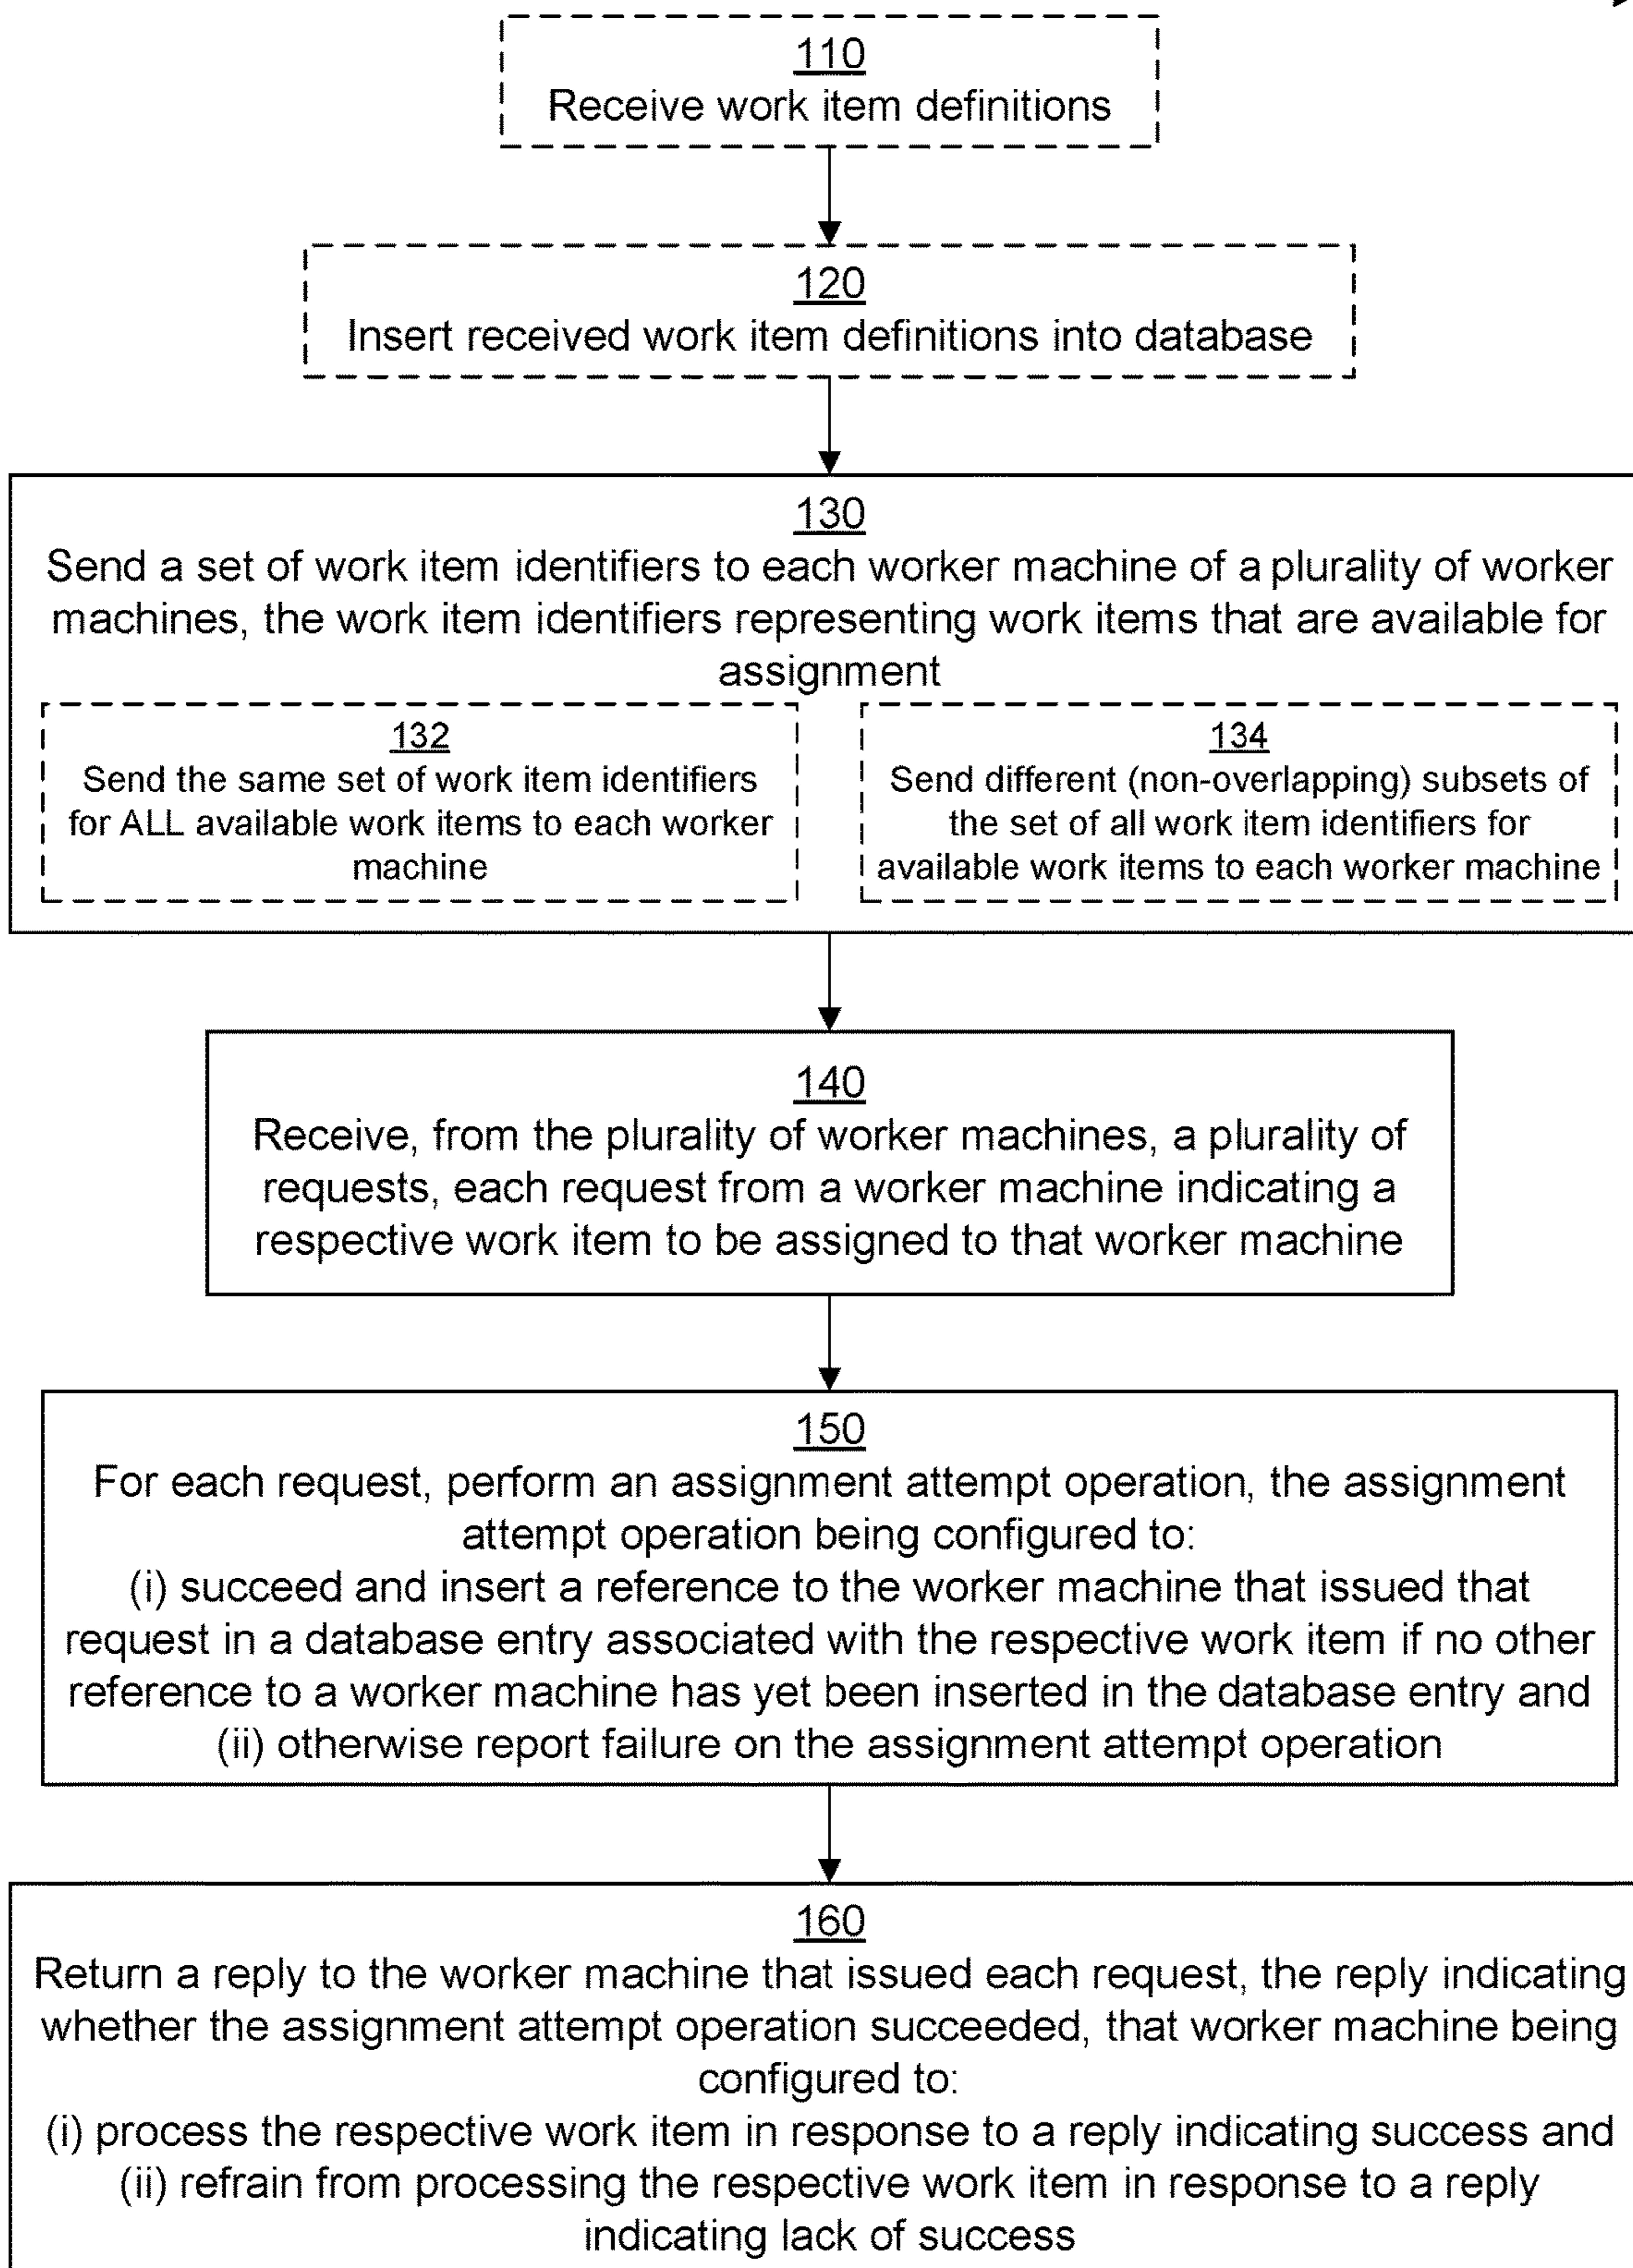 110
Receive work item definitions
120
Insert received work item definitions into database
130
Send a set of work item identifiers to each worker machine of a plurality of worker
machines, the work item identifiers representing work items that are available for
assignment
132
Send the same set of work item identifiers
for ALL available work items to each worker
machine
134
Send different (non-overlapping) subsets of
the set of all work item identifiers for
available work items to each worker machine
140
Receive, from the plurality of worker machines, a plurality of
requests, each request from a worker machine indicating a
respective work item to be assigned to that worker machine
150
For each request, perform an assignment attempt operation, the assignment
attempt operation being configured to:
(i) succeed and insert a reference to the worker machine that issued that
request in a database entry associated with the respective work item if no other
reference to a worker machine has yet been inserted in the database entry and
(ii) otherwise report failure on the assignment attempt operation
160
Return a reply to the worker machine that issued each request, the reply indicating
whether the assignment attempt operation succeeded, that worker machine being
configured to:
(i) process the respective work item in response to a reply indicating success and
(ii) refrain from processing the respective work item in response to a reply
indicating lack of success